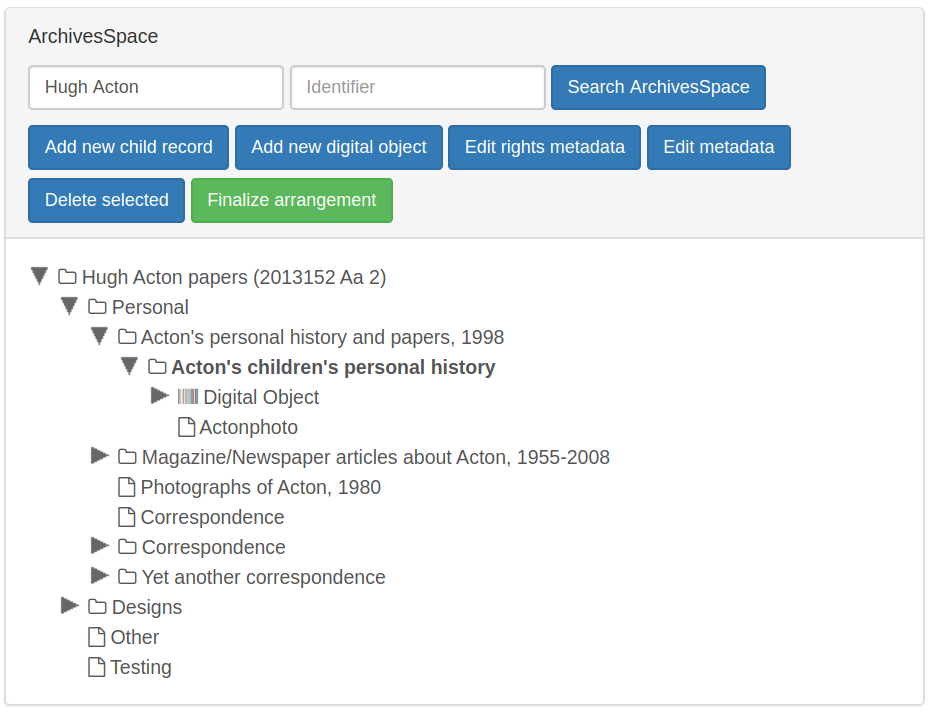 ArchivesSpace
Hugh Acton Identifier Search ArchivesSpace
Add new child record Add new digital object Edit rights metadata Edit metadata
Delete selected Finalize arrangement
Hugh Acton papers (2013152 Aa 2)
Personal
Acton's personal history and papers, 1998
Acton's children's personal history
Digital Object
Actonphoto
Magazine/Newspaper articles about Acton, 1955-2008
Photographs of Acton, 1980
Correspondence
Correspondence
Yet another correspondence
Designs
Other
Testing